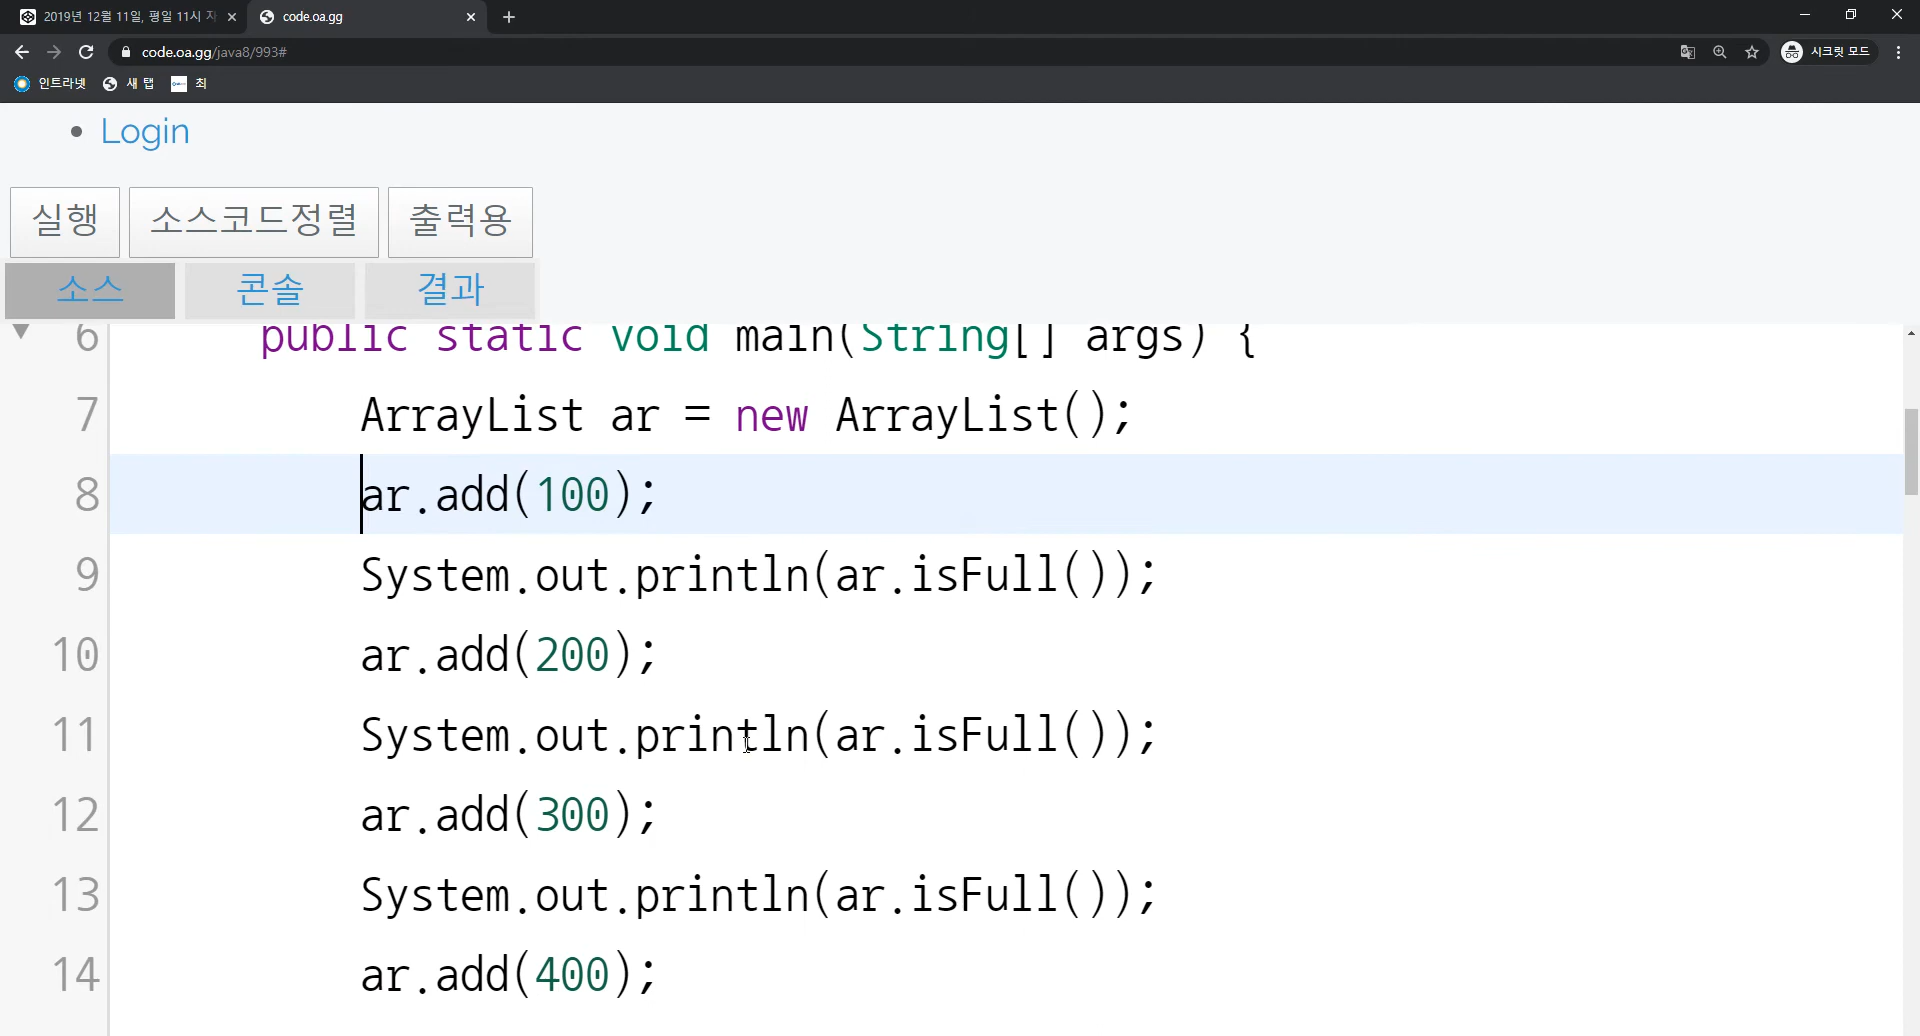 2019년 12월 11일, 평일 11시 자
code.oa.gg
code.oa.gg/java8/993#
시크릿 모드
인트라넷
새 탭
최
Login
실행
소스코드정렬
출력용
소스
콘솔
결과
6 public static void main(String[] args) {
7 ArrayList ar = new ArrayList();
8 ar.add(100);
9 System.out.println(ar.isFull());
10 ar.add(200);
11 System.out.println(ar.isFull());
12 ar.add(300);
13 System.out.println(ar.isFull());
14 ar.add(400);